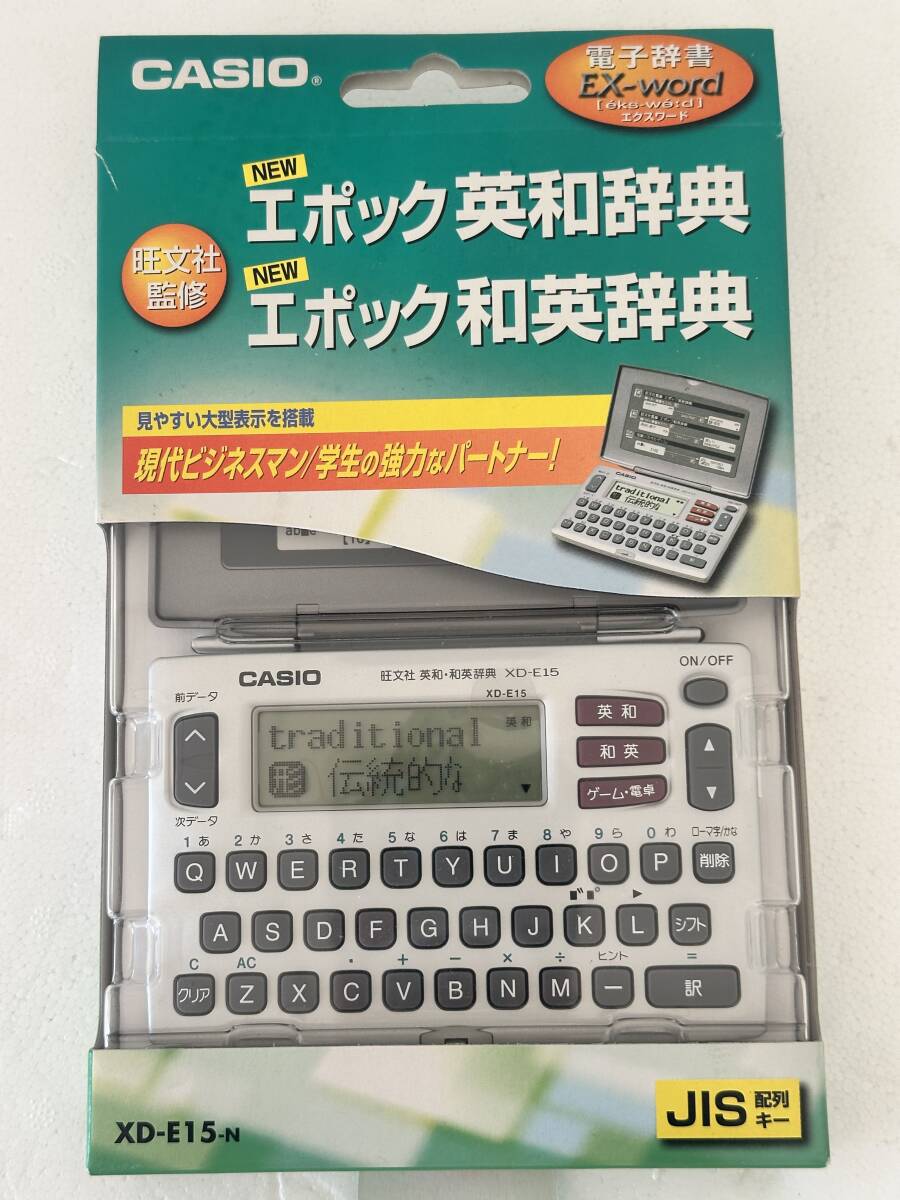 CASIO®
電子辞書
EX-word
[éks-wə́:d]
エクスワード
NEW
エポック英和辞典
旺文社
監修
NEW
エポック和英辞典
見やすい大型表示を搭載
現代ビジネスマン/学生の強力なパートナー!
CASIO
traditional
伝統的な
CASIO 旺文社 英和・和英辞典 XD-E15
ON/OFF
前データ
XD-E15
traditional 英和
形 伝統的な ▼
次データ
英和
和英
ゲーム・電卓
▲
▼
1あ 2か 3さ 4た 5な 6は 7ま 8や 9ら 0わ ローマ字/かな
Q W E R T Y U I O P 削除
A S D F G H J K L シフト
C AC ・ + − × ÷ ヒント =
クリア Z X C V B N M ー 訳
XD-E15-N
JIS 配列
キー